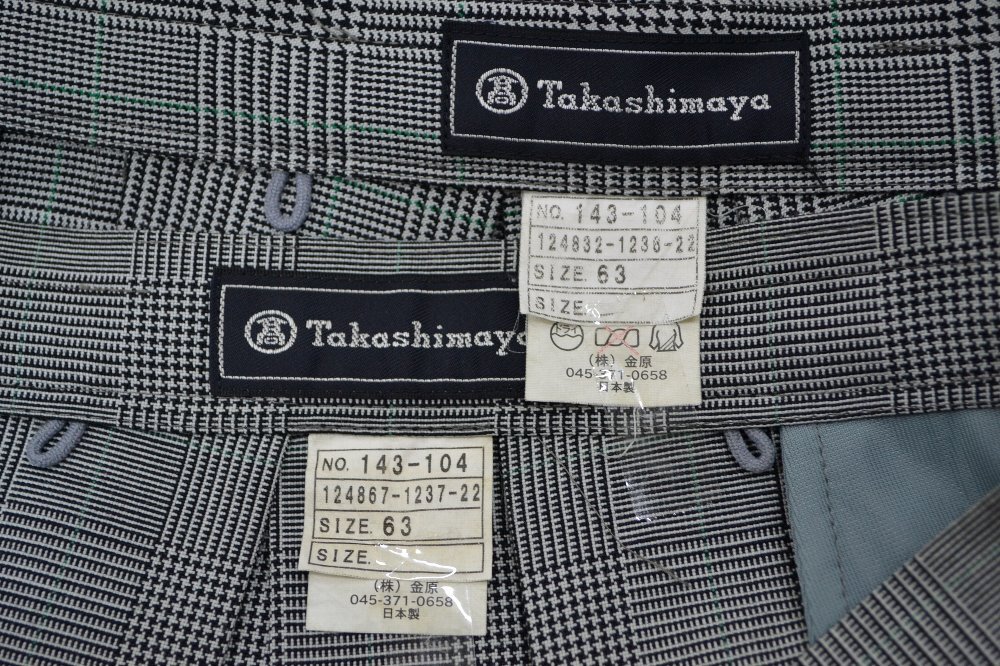 髙 Takashimaya
NO. 143-104
124832-1236-22
SIZE. 63
SIZE.
(株) 金原
045-371-0658
日本製
髙 Takashimaya
NO. 143-104
124867-1237-22
SIZE. 63
SIZE.
(株) 金原
045-371-0658
日本製